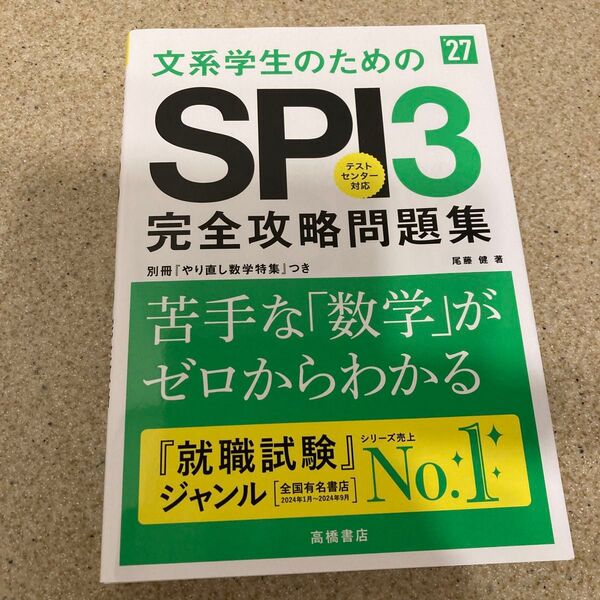 文系学生のための
'27
SPI3
テスト
センター
対応
完全攻略問題集
別冊『やり直し数学特集』つき
尾藤 健 著
苦手な「数学」が
ゼロからわかる
『就職試験』
ジャンル
全国有名書店
2024年1月〜2024年9月
シリーズ売上
No.1
高橋書店